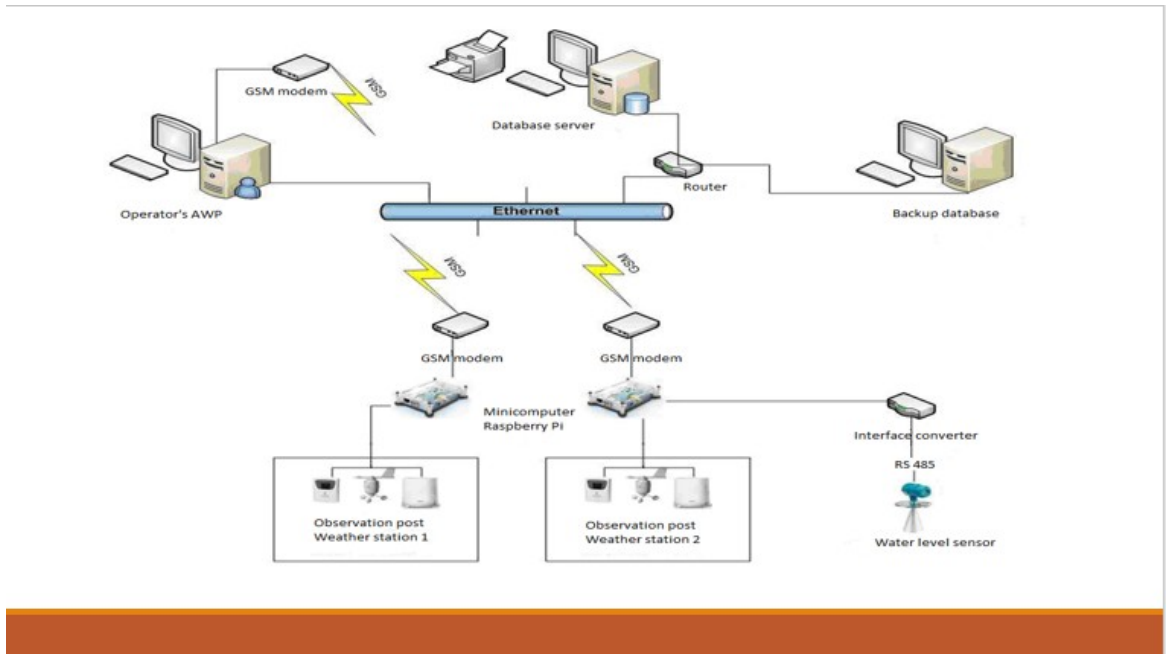 GSM modem
GSM
Database server
Operator's AWP
Router
Backup database
Ethernet
GSM
GSM
GSM modem
GSM modem
Minicomputer
Raspberry Pi
Interface converter
RS 485
Observation post
Weather station 1
Observation post
Weather station 2
Water level sensor